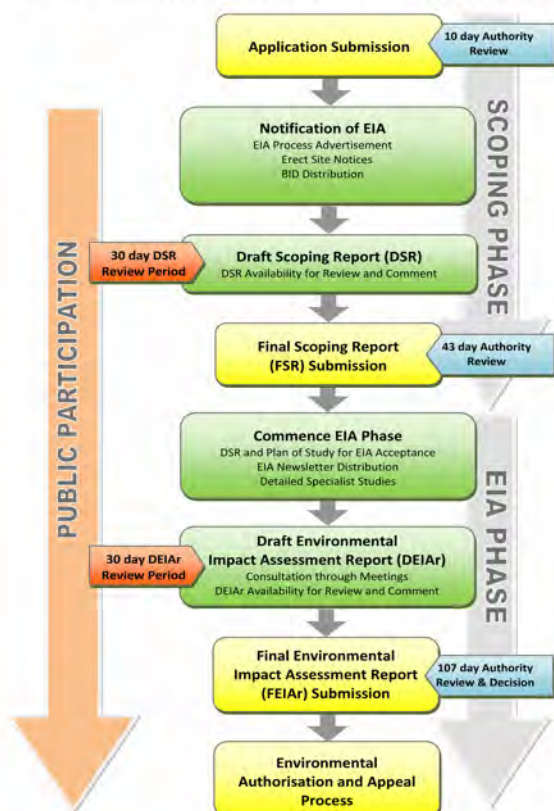 Application Submission
10 day Authority
Review
Notification of EIA
EIA Process Advertisement
Erect Site Notices
BID Distribution
30 day DSR
Review Period
Draft Scoping Report (DSR)
DSR Availability for Review and Comment
Final Scoping Report
(FSR) Submission
43 day Authority
Review
SCOPING PHASE
Commence EIA Phase
DSR and Plan of Study for EIA Acceptance
EIA Newsletter Distribution
Detailed Specialist Studies
PUBLIC PARTICIPATION
30 day DEIAr
Review Period
Draft Environmental
Impact Assessment Report (DEIAr)
Consultation through Meetings
DEIAr Availability for Review and Comment
EIA PHASE
Final Environmental
Impact Assessment Report
(FEIAr) Submission
107 day Authority
Review & Decision
Environmental
Authorisation and Appeal
Process